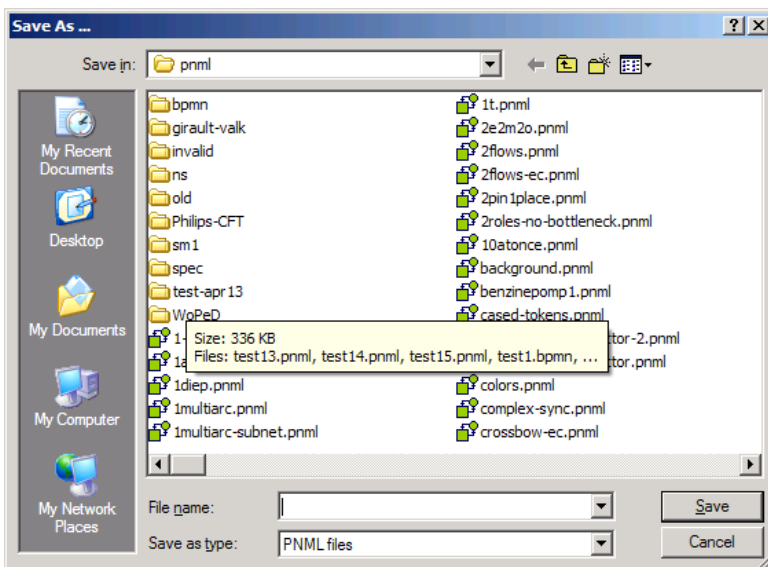 Save As ...
Save in:
pnml
My Recent
Documents
Desktop
My Documents
My Computer
My Network
Places
bpmn
girault-valk
invalid
ns
old
Philips-CFT
sm1
spec
test-apr13
WoPeD
1diep.pnml
1multiarc.pnml
1multiarc-subnet.pnml
1t.pnml
2e2m2o.pnml
2flows.pnml
2flows-ec.pnml
2pin1place.pnml
2roles-no-bottleneck.pnml
10atonce.pnml
background.pnml
benzinepomp1.pnml
cased-tokens.pnml
tor-2.pnml
tor.pnml
colors.pnml
complex-sync.pnml
crossbow-ec.pnml
Size: 336 KB
Files: test13.pnml, test14.pnml, test15.pnml, test1.bpmn, ...
File name:
Save
Save as type:
PNML files
Cancel